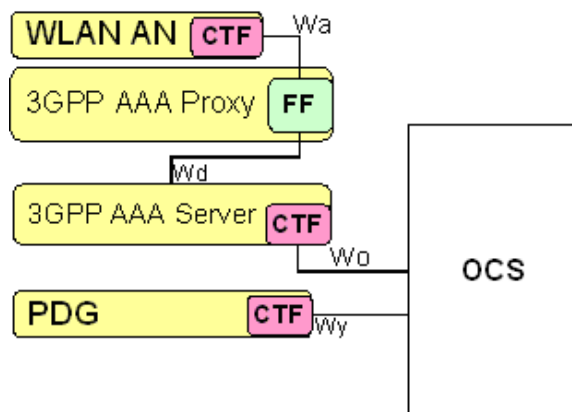 WLAN AN CTF
Wa
3GPP AAA Proxy FF
Wd
3GPP AAA Server CTF
Wo
OCS
PDG CTF
Wy